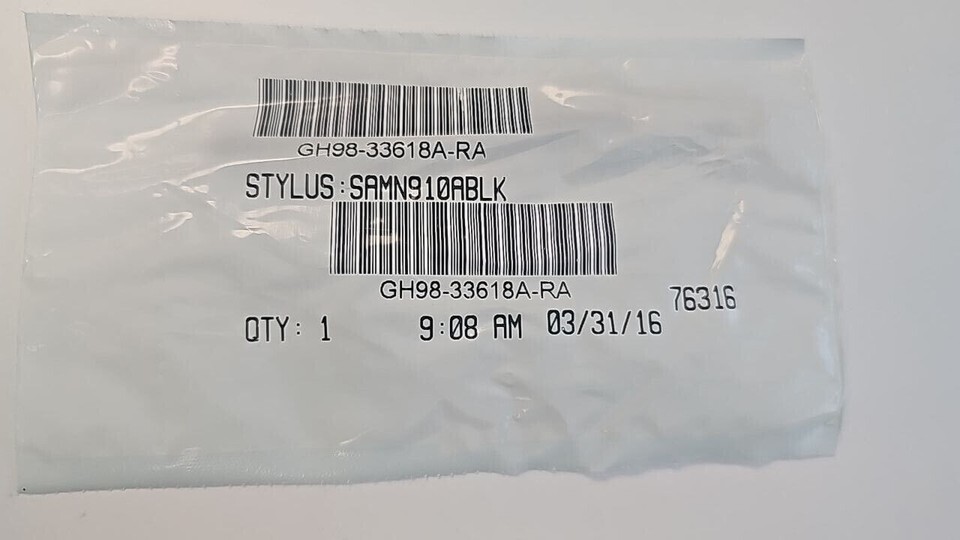 GH98-33618A-RA
STYLUS:SAMN910ABLK
GH98-33618A-RA
76316
QTY: 1 9:08 AM 03/31/16